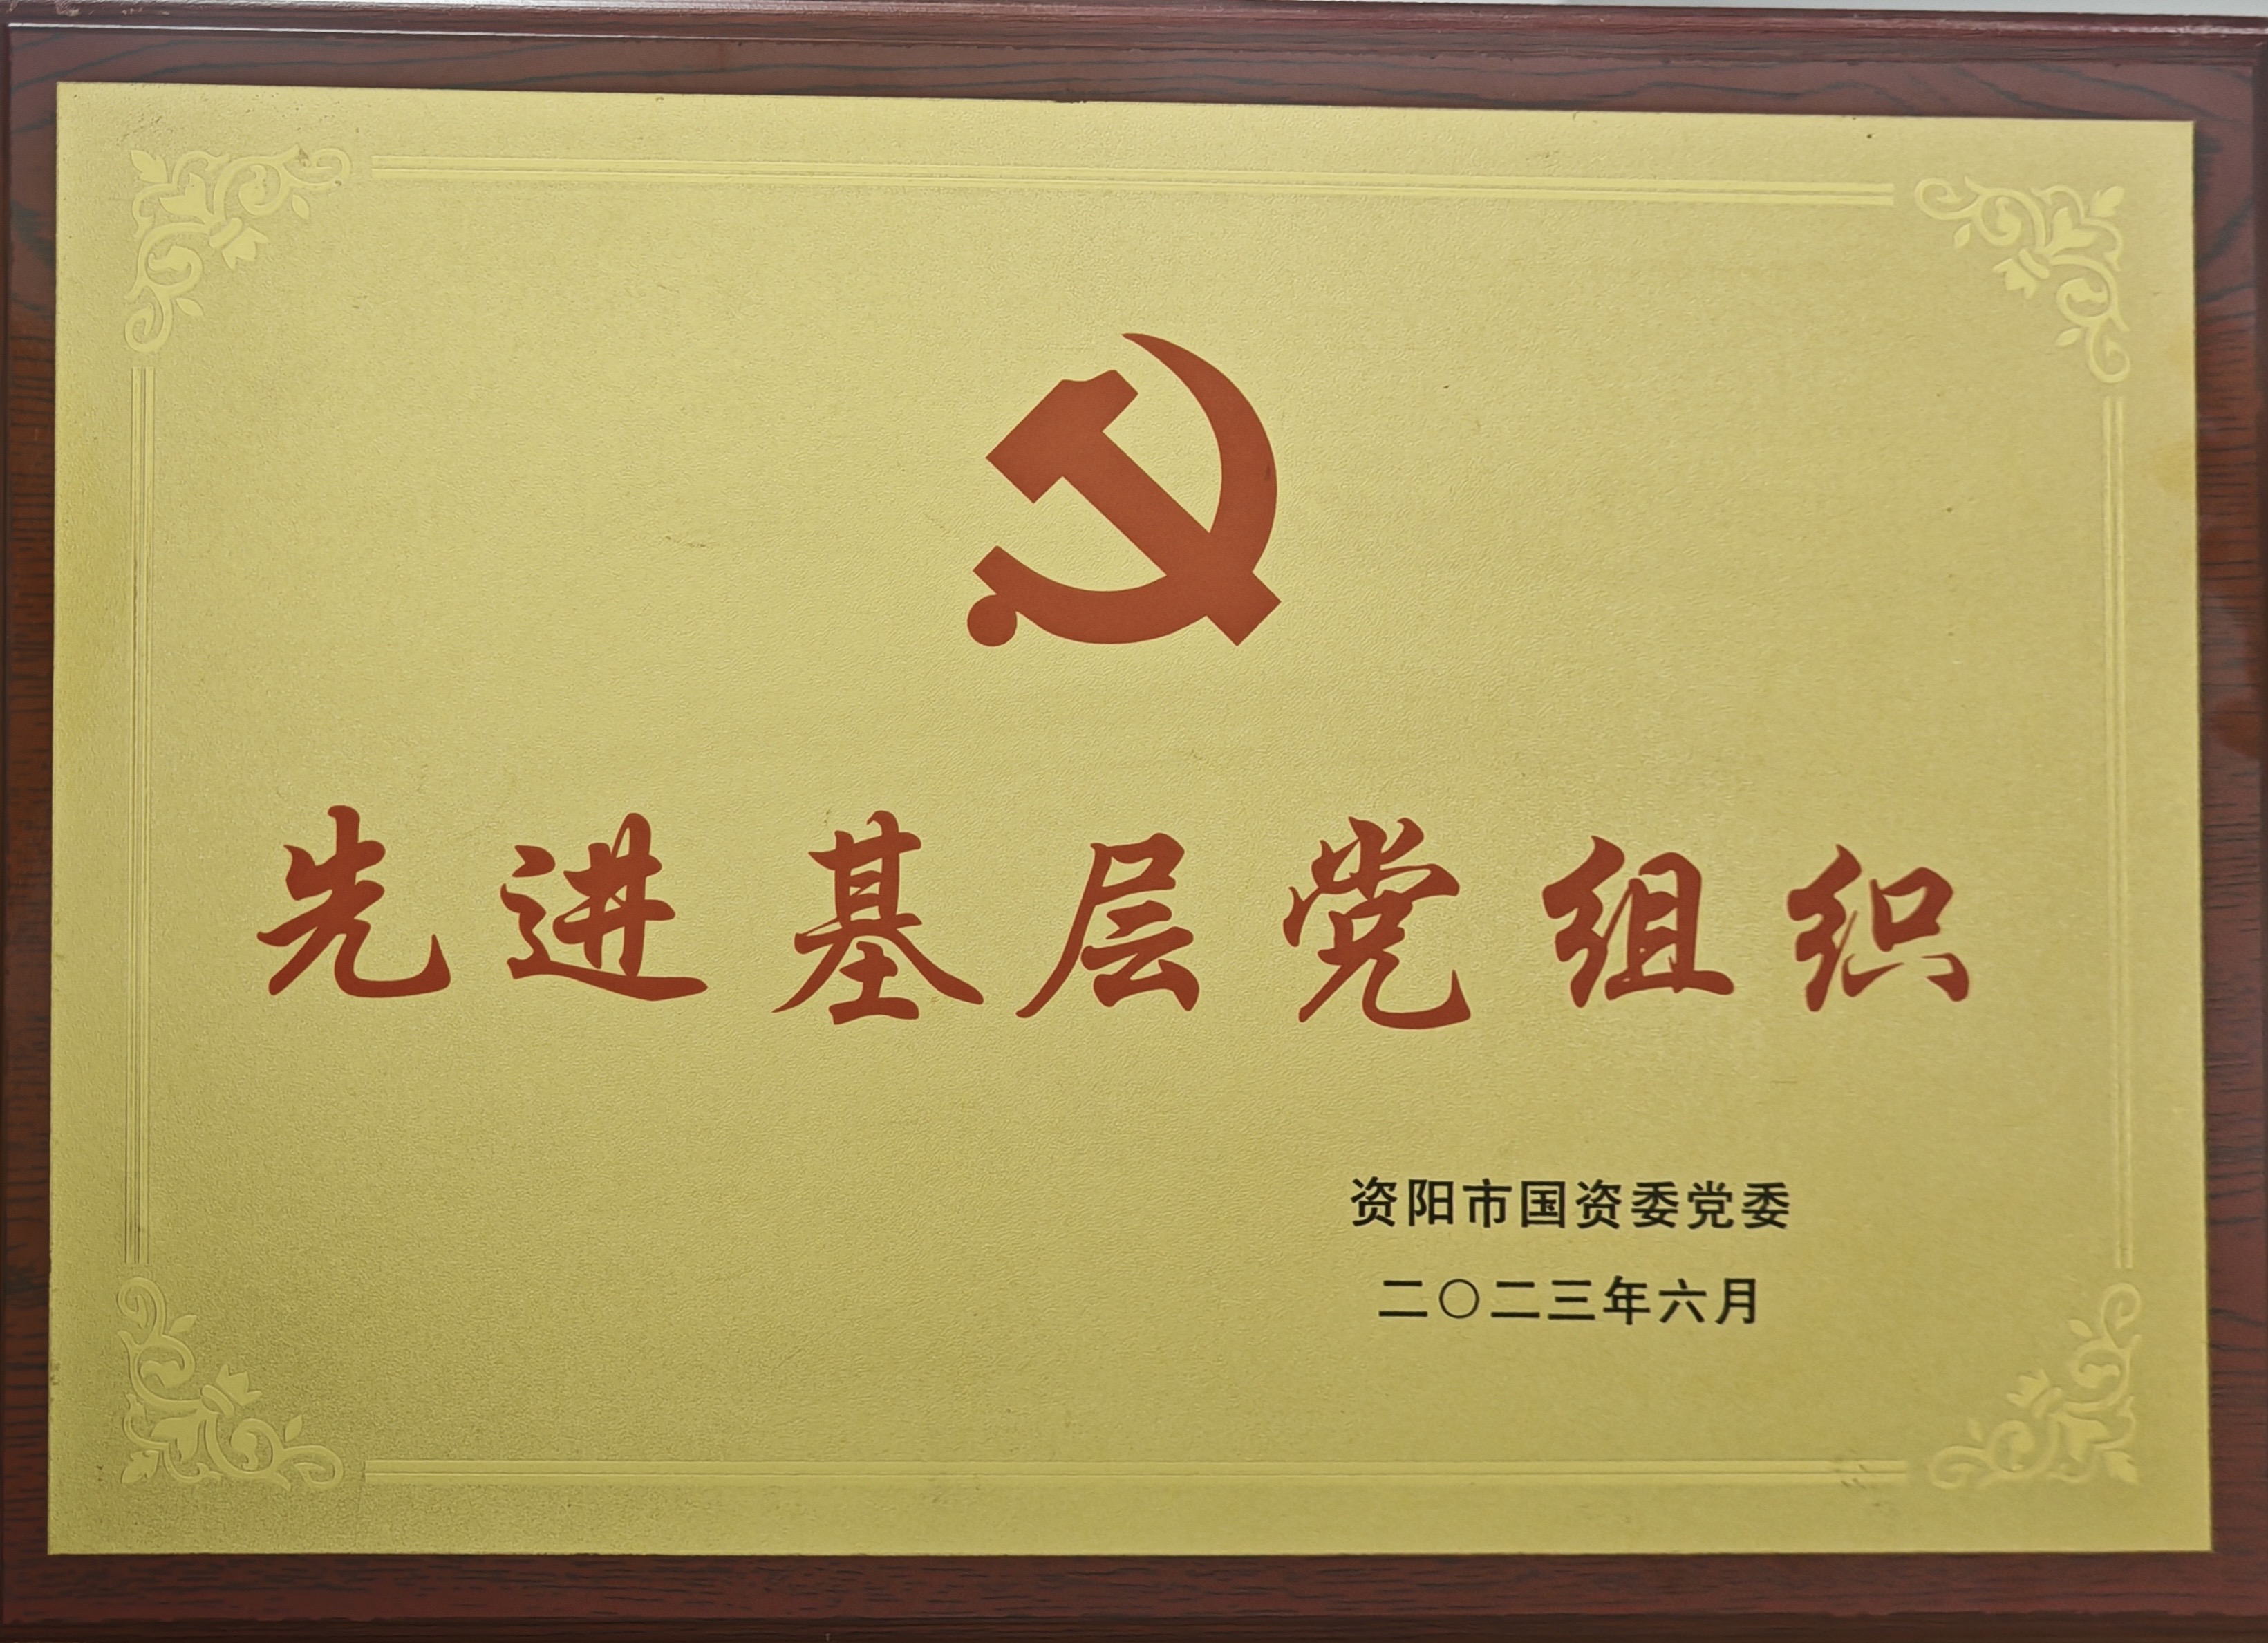 先进基层党组织
资阳市国资委党委
二〇二三年六月